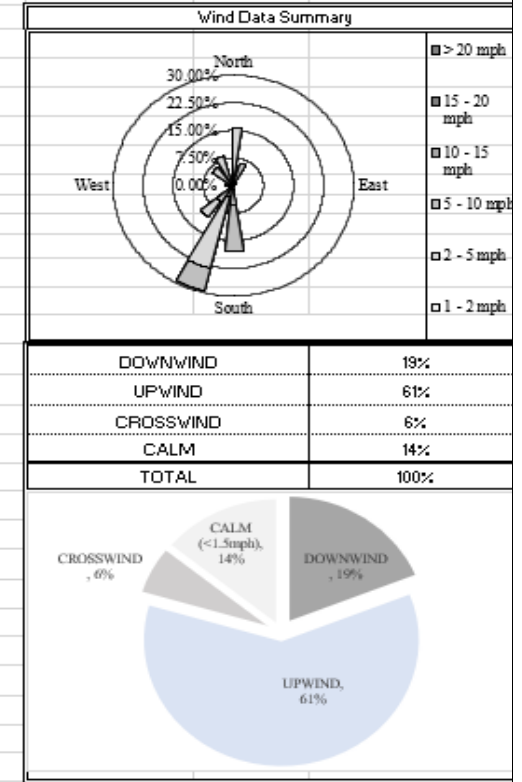 Wind Data Summary
North
30.00%
22.50%
15.00%
7.50%
0.00%
West
East
South
> 20 mph
15 - 20
mph
10 - 15
mph
5 - 10 mph
2 - 5 mph
1 - 2 mph
DOWNWIND 19%
UPWIND 61%
CROSSWIND 6%
CALM 14%
TOTAL 100%
CALM
(<1.5mph),
14%
CROSSWIND
, 6%
DOWNWIND
, 19%
UPWIND,
61%